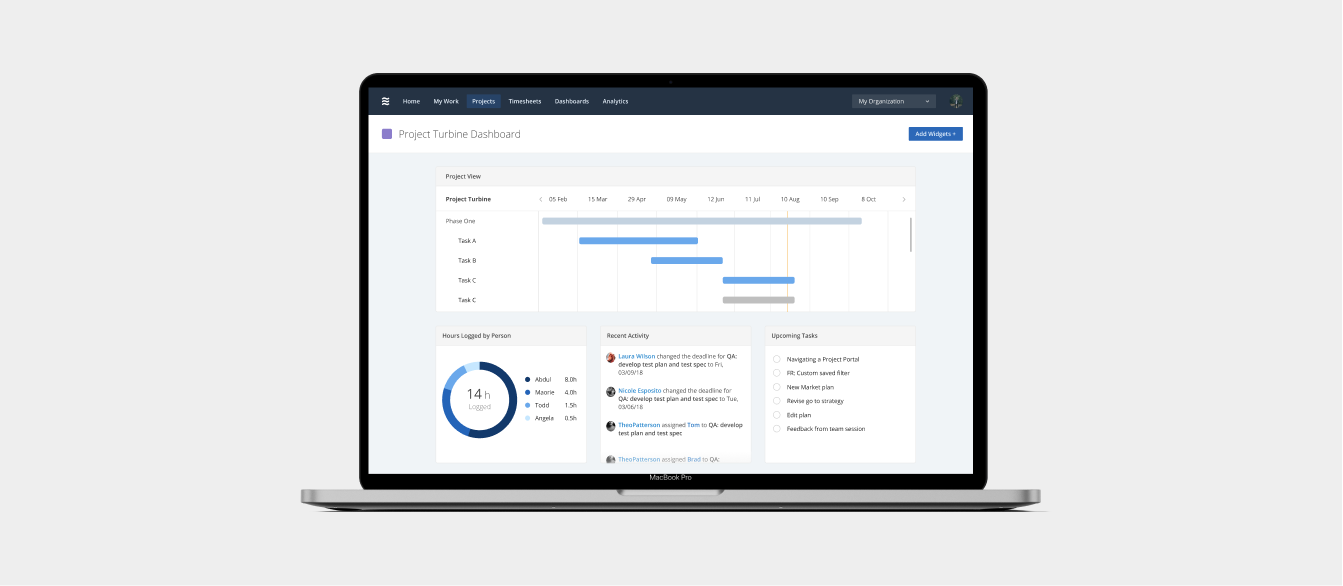 Home My Work Projects Timesheets Dashboards Analytics My Organization
Project Turbine Dashboard Add Widgets +
Project View
Project Turbine 05 Feb 15 Mar 29 Apr 09 May 12 Jun 11 Jul 10 Aug 10 Sep 8 Oct
Phase One
Task A
Task B
Task C
Task C
Hours Logged by Person
14 h
Logged
Abdul 8.0h
Maorie 4.0h
Todd 1.5h
Angela 0.5h
Recent Activity
Laura Wilson changed the deadline for QA:
develop test plan and test spec to Fri,
03/09/18
Nicole Esposito changed the deadline for
QA: develop test plan and test spec to Tue,
03/06/18
TheoPatterson assigned Tom to QA: develop
test plan and test spec
TheoPatterson assigned Brad to QA:
Upcoming Tasks
Navigating a Project Portal
FR: Custom saved filter
New Market plan
Revise go to strategy
Edit plan
Feedback from team session
MacBook Pro